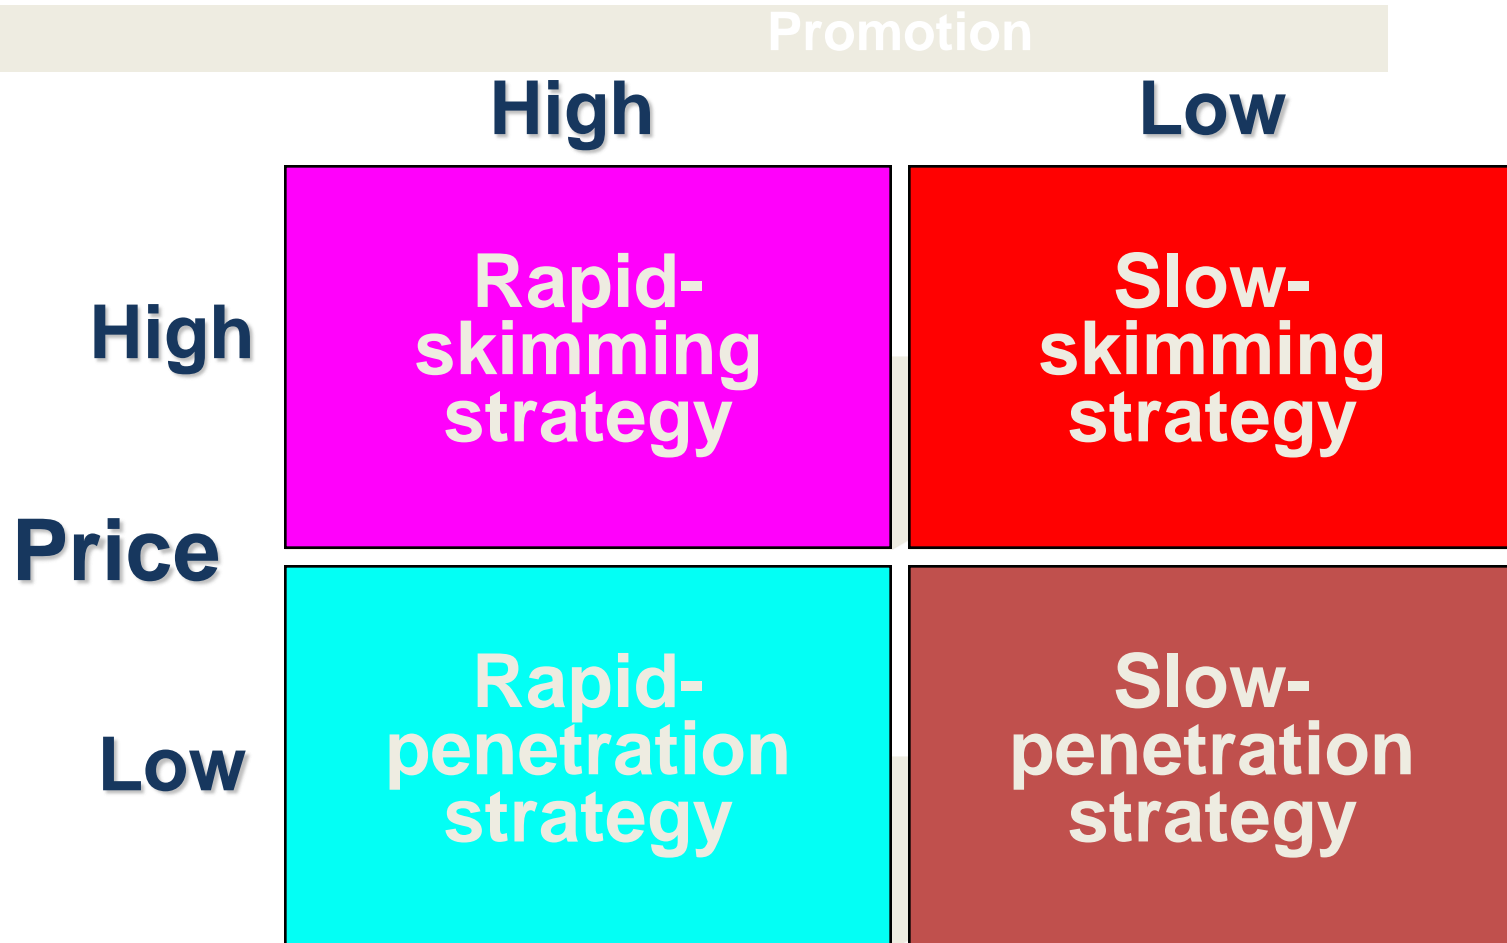 Promotion
High
Low
High
Rapid-
skimming
strategy
Slow-
skimming
strategy
Price
Low
Rapid-
penetration
strategy
Slow-
penetration
strategy